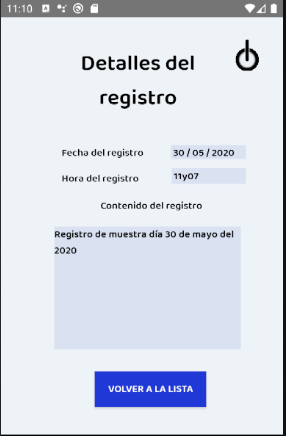 11:10
Detalles del
registro
Fecha del registro 30 / 05 / 2020
Hora del registro 11y07
Contenido del registro
Registro de muestra día 30 de mayo del
2020
VOLVER A LA LISTA